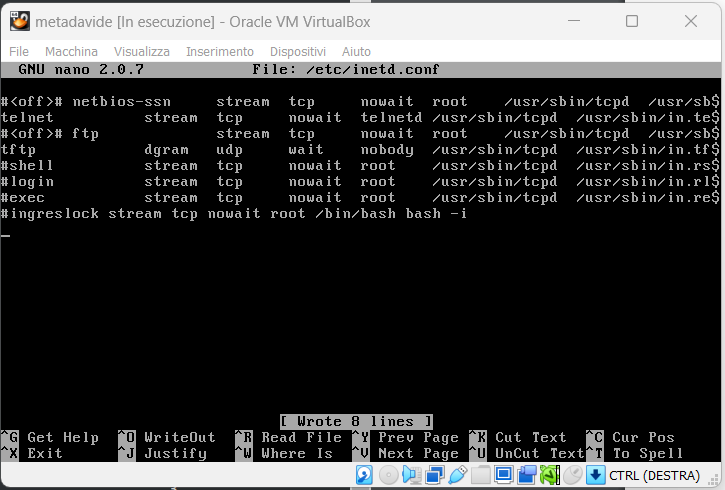 metadavide [In esecuzione] - Oracle VM VirtualBox
File Macchina Visualizza Inserimento Dispositivi Aiuto
GNU nano 2.0.7 File: /etc/inetd.conf
#<off># netbios-ssn stream tcp nowait root /usr/sbin/tcpd /usr/sb$
telnet stream tcp nowait telnetd /usr/sbin/tcpd /usr/sbin/in.te$
#<off># ftp stream tcp nowait root /usr/sbin/tcpd /usr/sb$
tftp dgram udp wait nobody /usr/sbin/tcpd /usr/sbin/in.tf$
#shell stream tcp nowait root /usr/sbin/tcpd /usr/sbin/in.rs$
#login stream tcp nowait root /usr/sbin/tcpd /usr/sbin/in.rl$
#exec stream tcp nowait root /usr/sbin/tcpd /usr/sbin/in.re$
#ingreslock stream tcp nowait root /bin/bash bash -i
[ Wrote 8 lines ]
^G Get Help ^O WriteOut ^R Read File ^Y Prev Page ^K Cut Text ^C Cur Pos
^X Exit ^J Justify ^W Where Is ^V Next Page ^U UnCut Text ^T To Spell
CTRL (DESTRA)